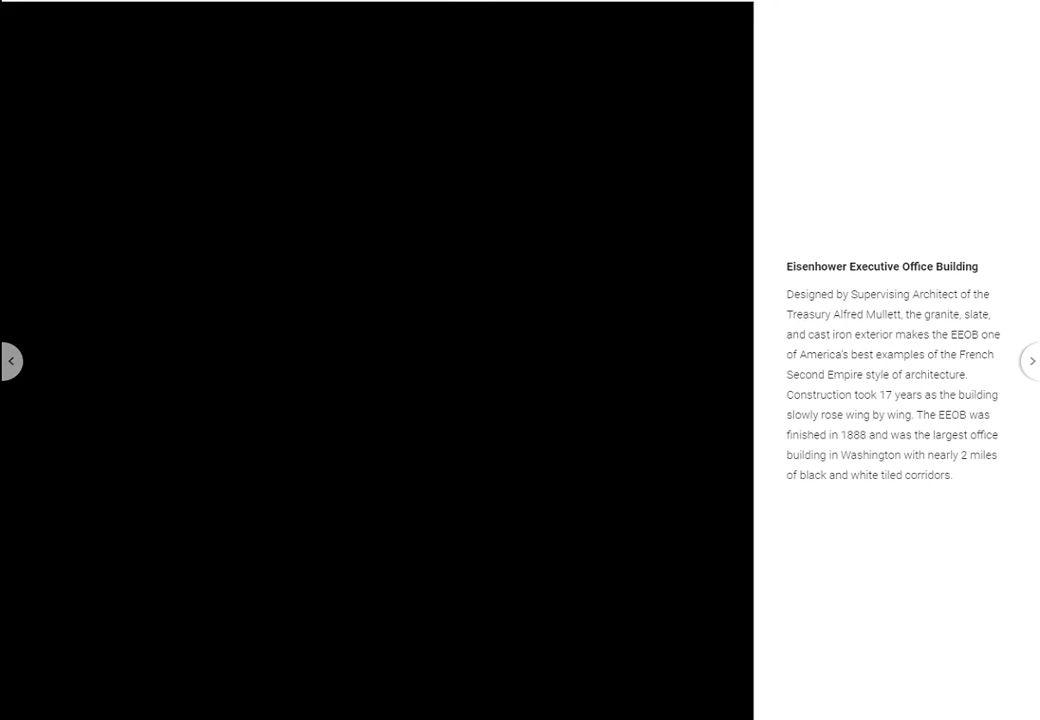 Eisenhower Executive Office Building
Designed by Supervising Architect of the
Treasury Alfred Mullett, the granite, slate,
and cast iron exterior makes the EEOB one
of America's best examples of the French
Second Empire style of architecture.
Construction took 17 years as the building
slowly rose wing by wing. The EEOB was
finished in 1888 and was the largest office
building in Washington with nearly 2 miles
of black and white tiled corridors.